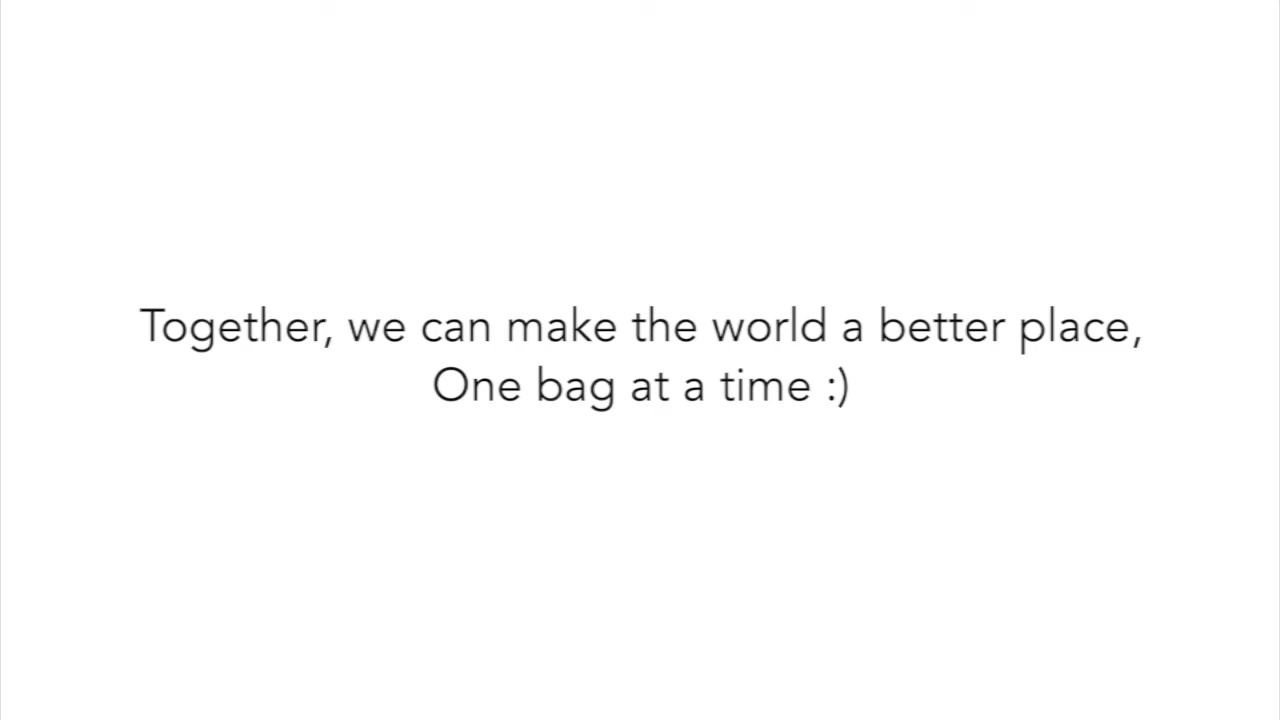 Together, we can make the world a better place,
One bag at a time :)